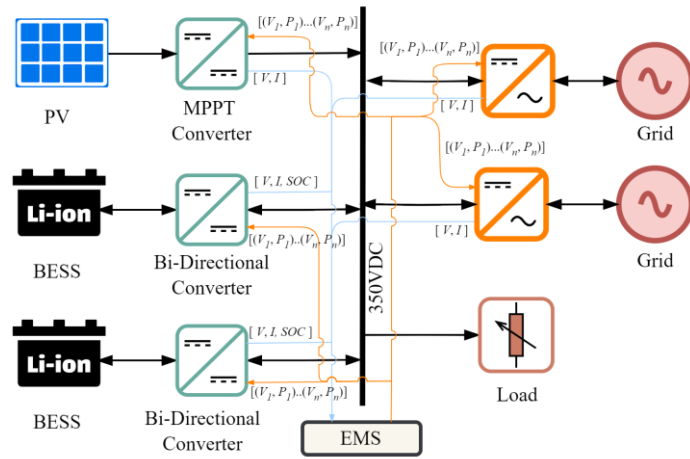 [(V1, P1)...(Vn, Pn)]
[(V1, P1)...(Vn, Pn)]
[ V, I ]
[ V, I ]
PV
MPPT
Converter
Grid
[(V1, P1)...(Vn, Pn)]
[ V, I, SOC ]
Li-ion
[ V, I ]
[(V1, P1)..(Vn, Pn)]
BESS
Bi-Directional
Converter
350VDC
Grid
[ V, I, SOC ]
Li-ion
[(V1, P1)..(Vn, Pn)]
Load
BESS
Bi-Directional
Converter
EMS